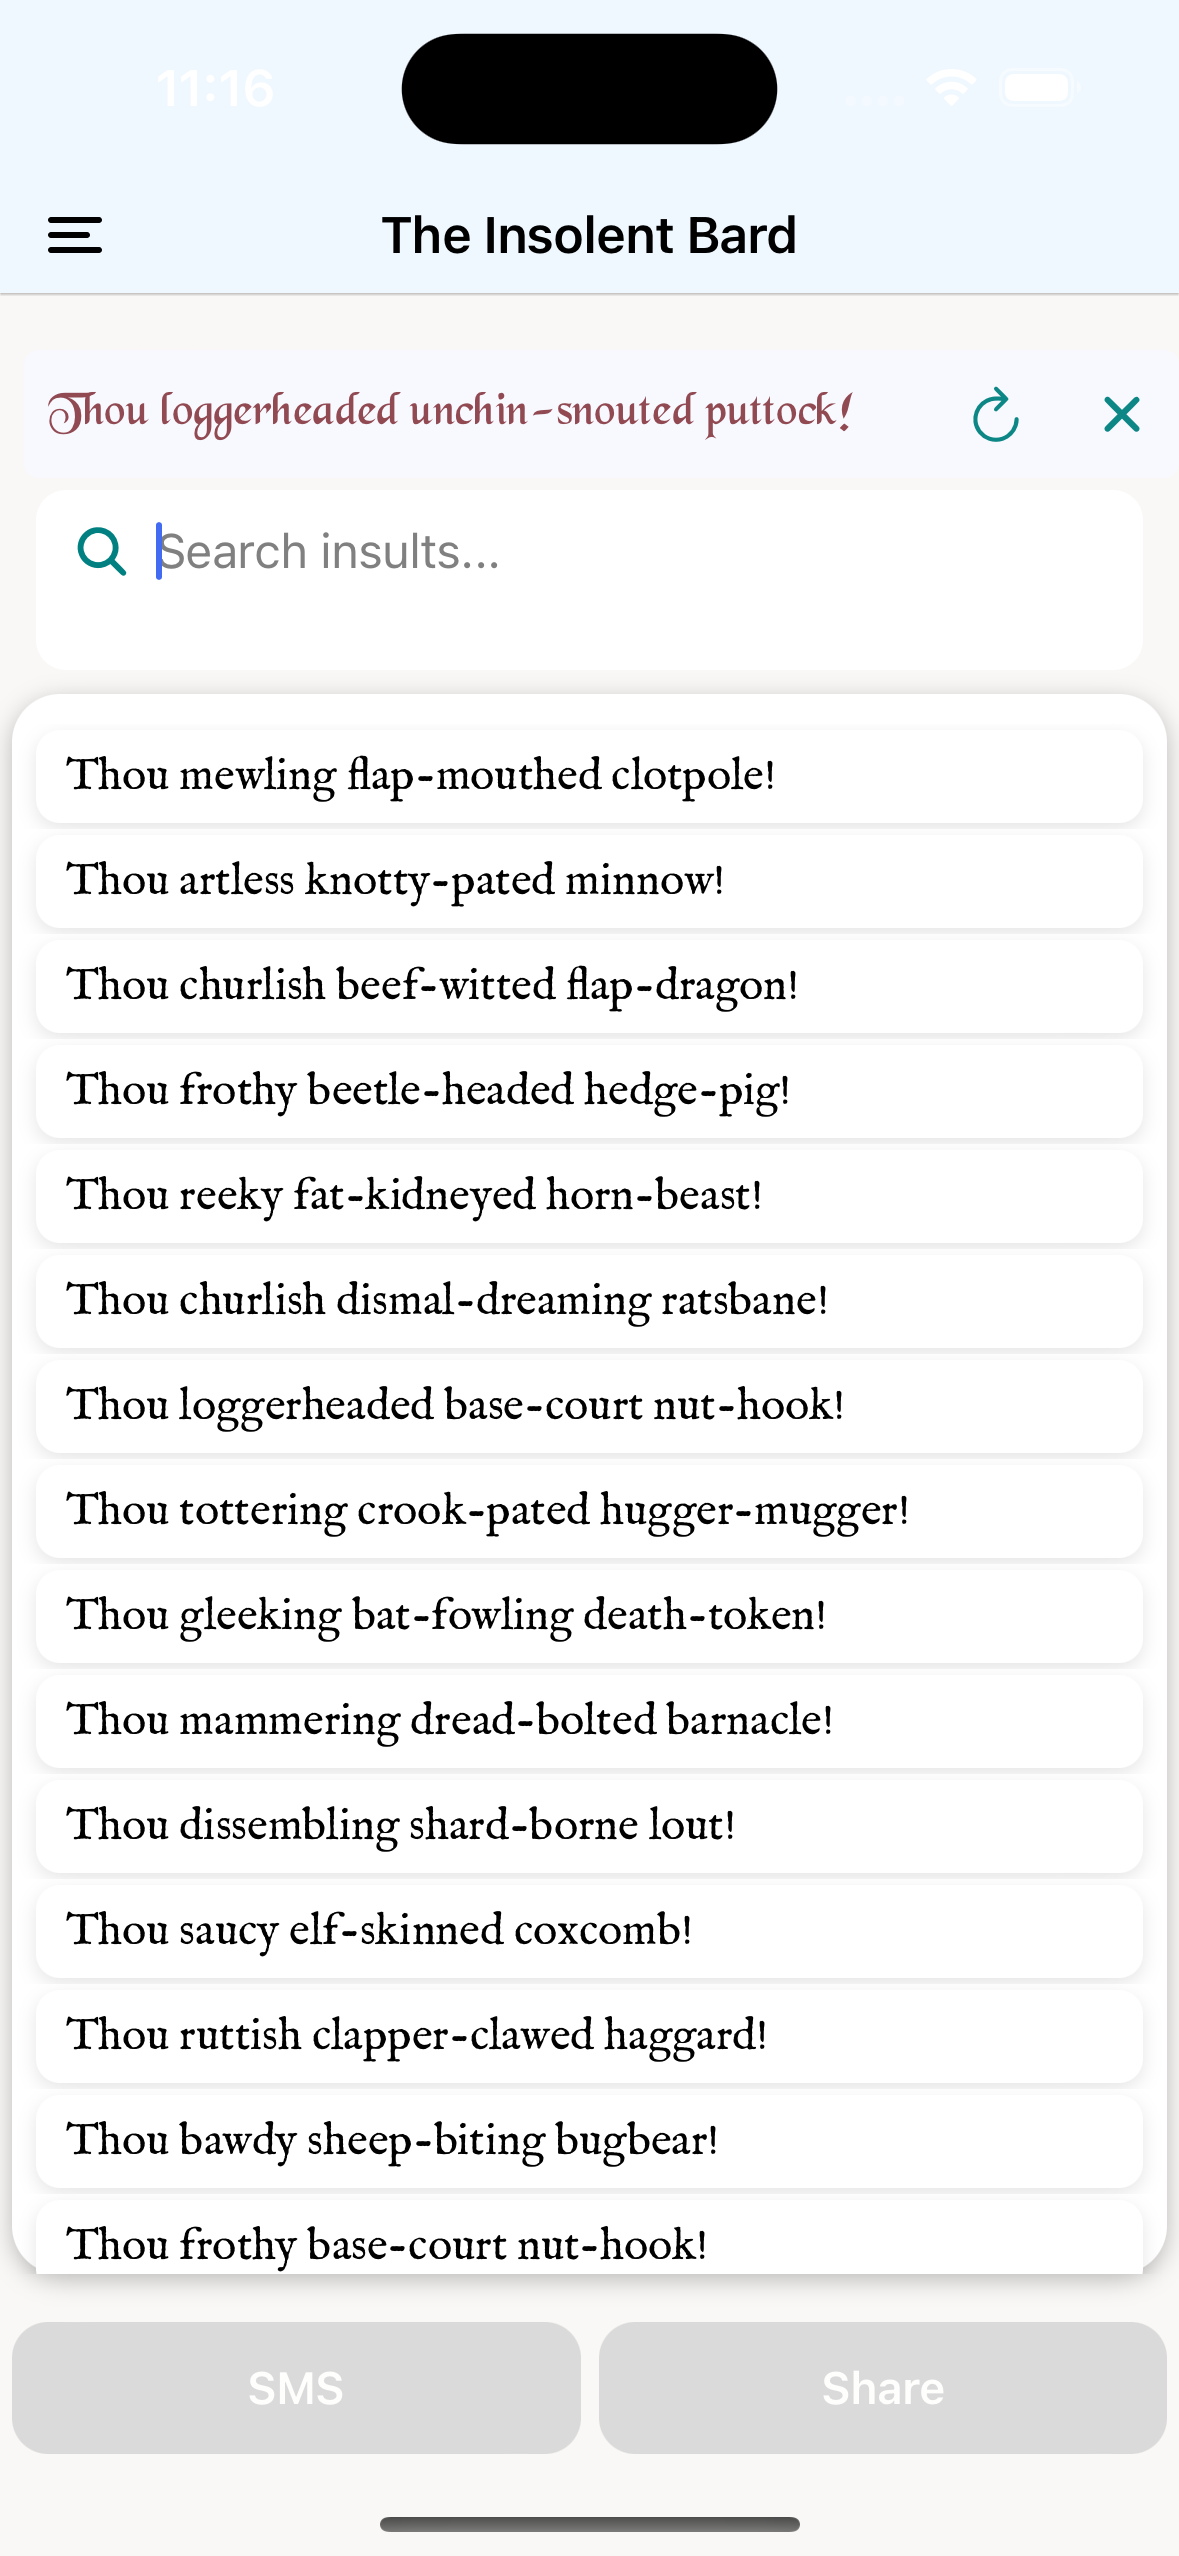 11:16
The Insolent Bard
Thou loggerheaded unchin-snouted puttock!
Search insults...
Thou mewling flap-mouthed clotpole!
Thou artless knotty-pated minnow!
Thou churlish beef-witted flap-dragon!
Thou frothy beetle-headed hedge-pig!
Thou reeky fat-kidneyed horn-beast!
Thou churlish dismal-dreaming ratsbane!
Thou loggerheaded base-court nut-hook!
Thou tottering crook-pated hugger-mugger!
Thou gleeking bat-fowling death-token!
Thou mammering dread-bolted barnacle!
Thou dissembling shard-borne lout!
Thou saucy elf-skinned coxcomb!
Thou ruttish clapper-clawed haggard!
Thou bawdy sheep-biting bugbear!
Thou frothy base-court nut-hook!
SMS
Share